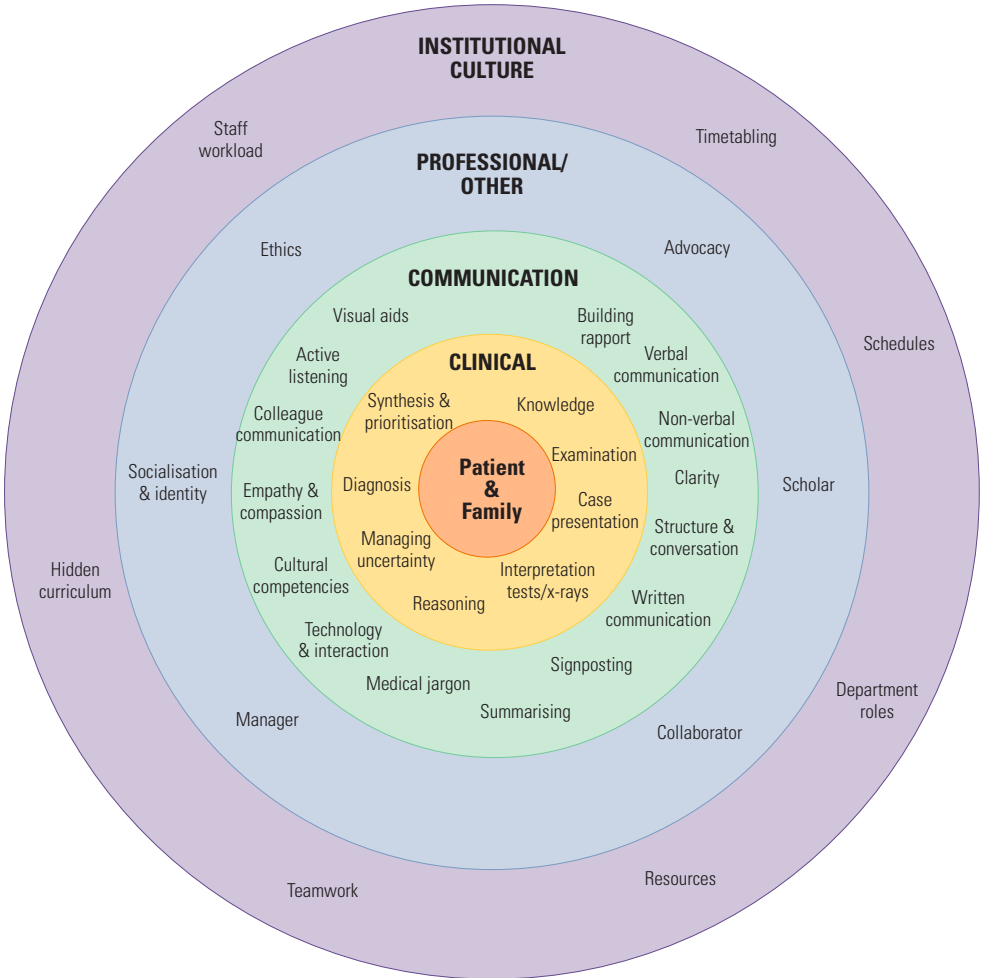 INSTITUTIONAL
CULTURE
Staff
workload
Timetabling
Schedules
Department
roles
Resources
Teamwork
Hidden
curriculum
PROFESSIONAL/
OTHER
Ethics
Advocacy
Scholar
Collaborator
Manager
Socialisation
& identity
COMMUNICATION
Visual aids
Building
rapport
Verbal
communication
Non-verbal
communication
Clarity
Structure &
conversation
Written
communication
Signposting
Summarising
Medical jargon
Technology
& interaction
Cultural
competencies
Empathy &
compassion
Colleague
communication
Active
listening
CLINICAL
Synthesis &
prioritisation
Knowledge
Examination
Case
presentation
Interpretation
tests/x-rays
Reasoning
Managing
uncertainty
Diagnosis
Patient
&
Family